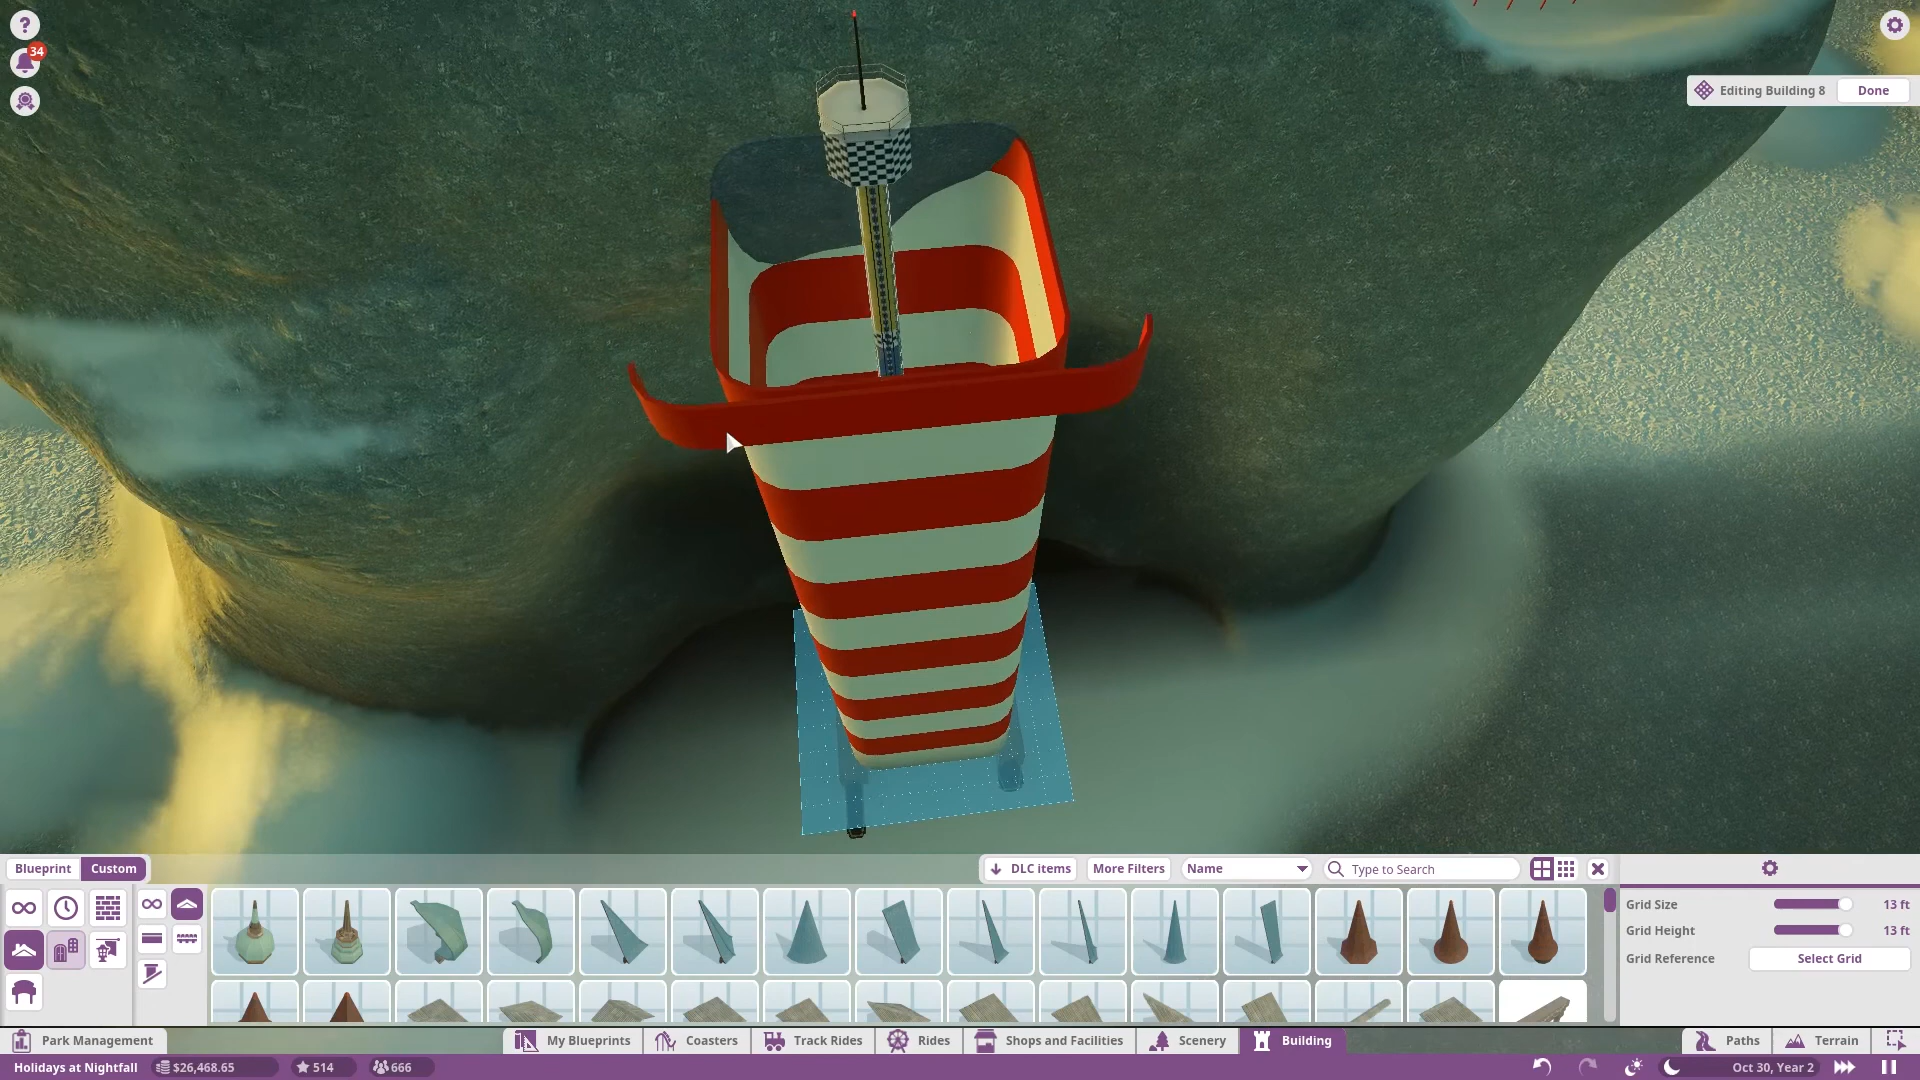 ?
34
Editing Building 8
Done
Blueprint
Custom
DLC items
More Filters
Name
Type to Search
Grid Size
13 ft
Grid Height
13 ft
Grid Reference
Select Grid
Park Management
My Blueprints
Coasters
Track Rides
Rides
Shops and Facilities
Scenery
Building
Paths
Terrain
Holidays at Nightfall
$26,468.65
514
666
Oct 30, Year 2